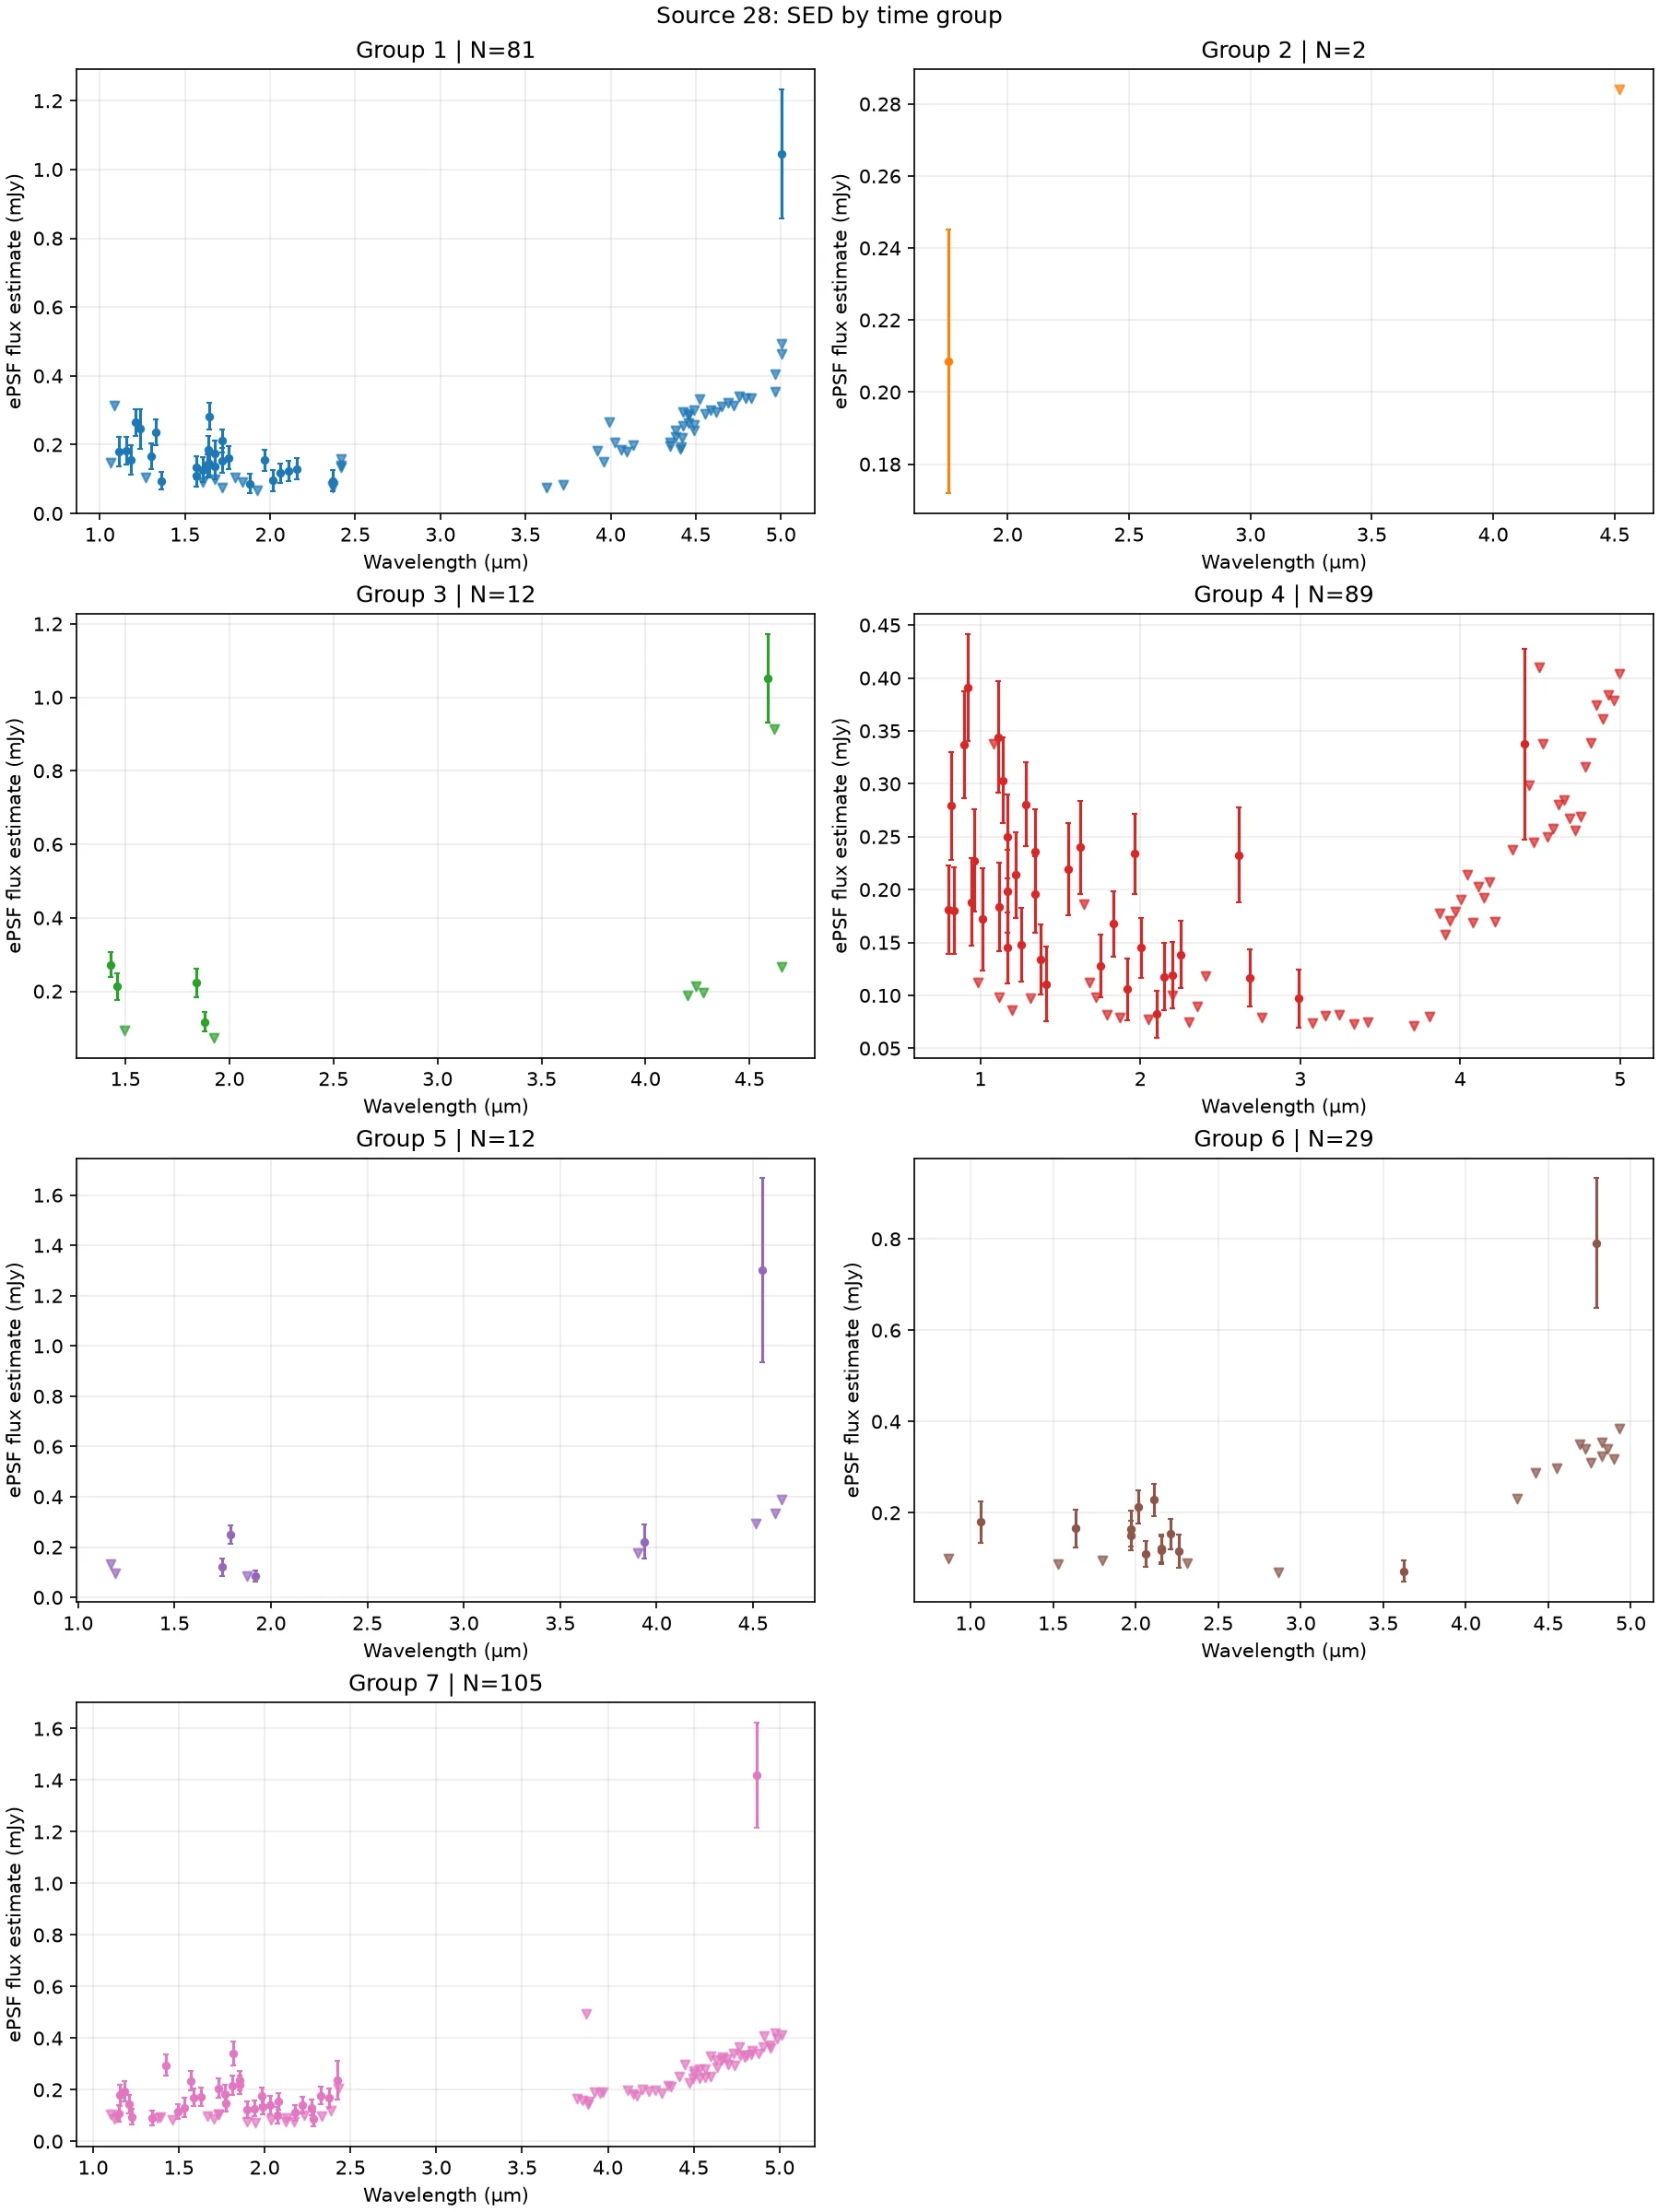 Source 28: SED by time group
Group 1 | N=81
ePSF flux estimate (mJy)
1.2
1.0
0.8
0.6
0.4
0.2
0.0
1.0 1.5 2.0 2.5 3.0 3.5 4.0 4.5 5.0
Wavelength (μm)
Group 2 | N=2
ePSF flux estimate (mJy)
0.28
0.26
0.24
0.22
0.20
0.18
2.0 2.5 3.0 3.5 4.0 4.5
Wavelength (μm)
Group 3 | N=12
ePSF flux estimate (mJy)
1.2
1.0
0.8
0.6
0.4
0.2
1.5 2.0 2.5 3.0 3.5 4.0 4.5
Wavelength (μm)
Group 4 | N=89
ePSF flux estimate (mJy)
0.45
0.40
0.35
0.30
0.25
0.20
0.15
0.10
0.05
1 2 3 4 5
Wavelength (μm)
Group 5 | N=12
ePSF flux estimate (mJy)
1.6
1.4
1.2
1.0
0.8
0.6
0.4
0.2
0.0
1.0 1.5 2.0 2.5 3.0 3.5 4.0 4.5
Wavelength (μm)
Group 6 | N=29
ePSF flux estimate (mJy)
0.8
0.6
0.4
0.2
1.0 1.5 2.0 2.5 3.0 3.5 4.0 4.5 5.0
Wavelength (μm)
Group 7 | N=105
ePSF flux estimate (mJy)
1.6
1.4
1.2
1.0
0.8
0.6
0.4
0.2
0.0
1.0 1.5 2.0 2.5 3.0 3.5 4.0 4.5 5.0
Wavelength (μm)